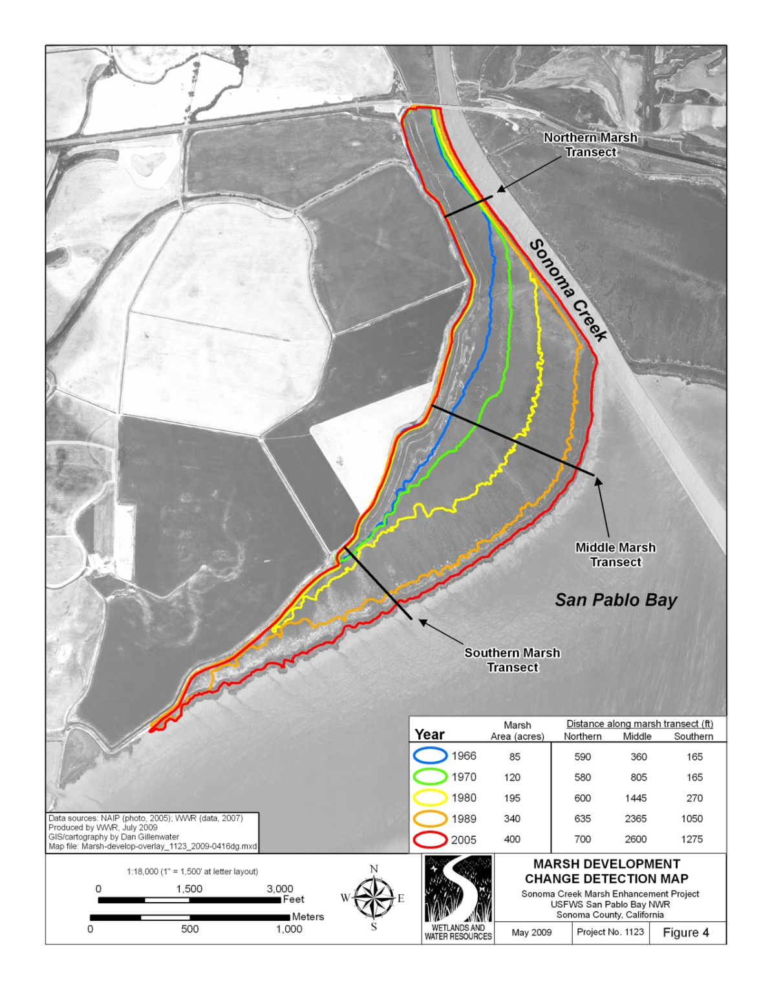 Northern Marsh
Transect
Sonoma Creek
Middle Marsh
Transect
San Pablo Bay
Southern Marsh
Transect
Year Marsh Area (acres) Distance along marsh transect (ft)
Northern Middle Southern
1966 85 590 360 165
1970 120 580 805 165
1980 195 600 1445 270
1989 340 635 2365 1050
2005 400 700 2600 1275
Data sources: NAIP (photo, 2005); WWR (data, 2007)
Produced by WWR, July 2009
GIS/cartography by Dan Gillenwater
Map file: Marsh-develop-overlay_1123_2009-0416dg.mxd
1:18,000 (1" = 1,500' at letter layout)
0 1,500 3,000
Feet
Meters
0 500 1,000
N
W E
S
WETLANDS AND
WATER RESOURCES
MARSH DEVELOPMENT
CHANGE DETECTION MAP
Sonoma Creek Marsh Enhancement Project
USFWS San Pablo Bay NWR
Sonoma County, California
May 2009 Project No. 1123 Figure 4